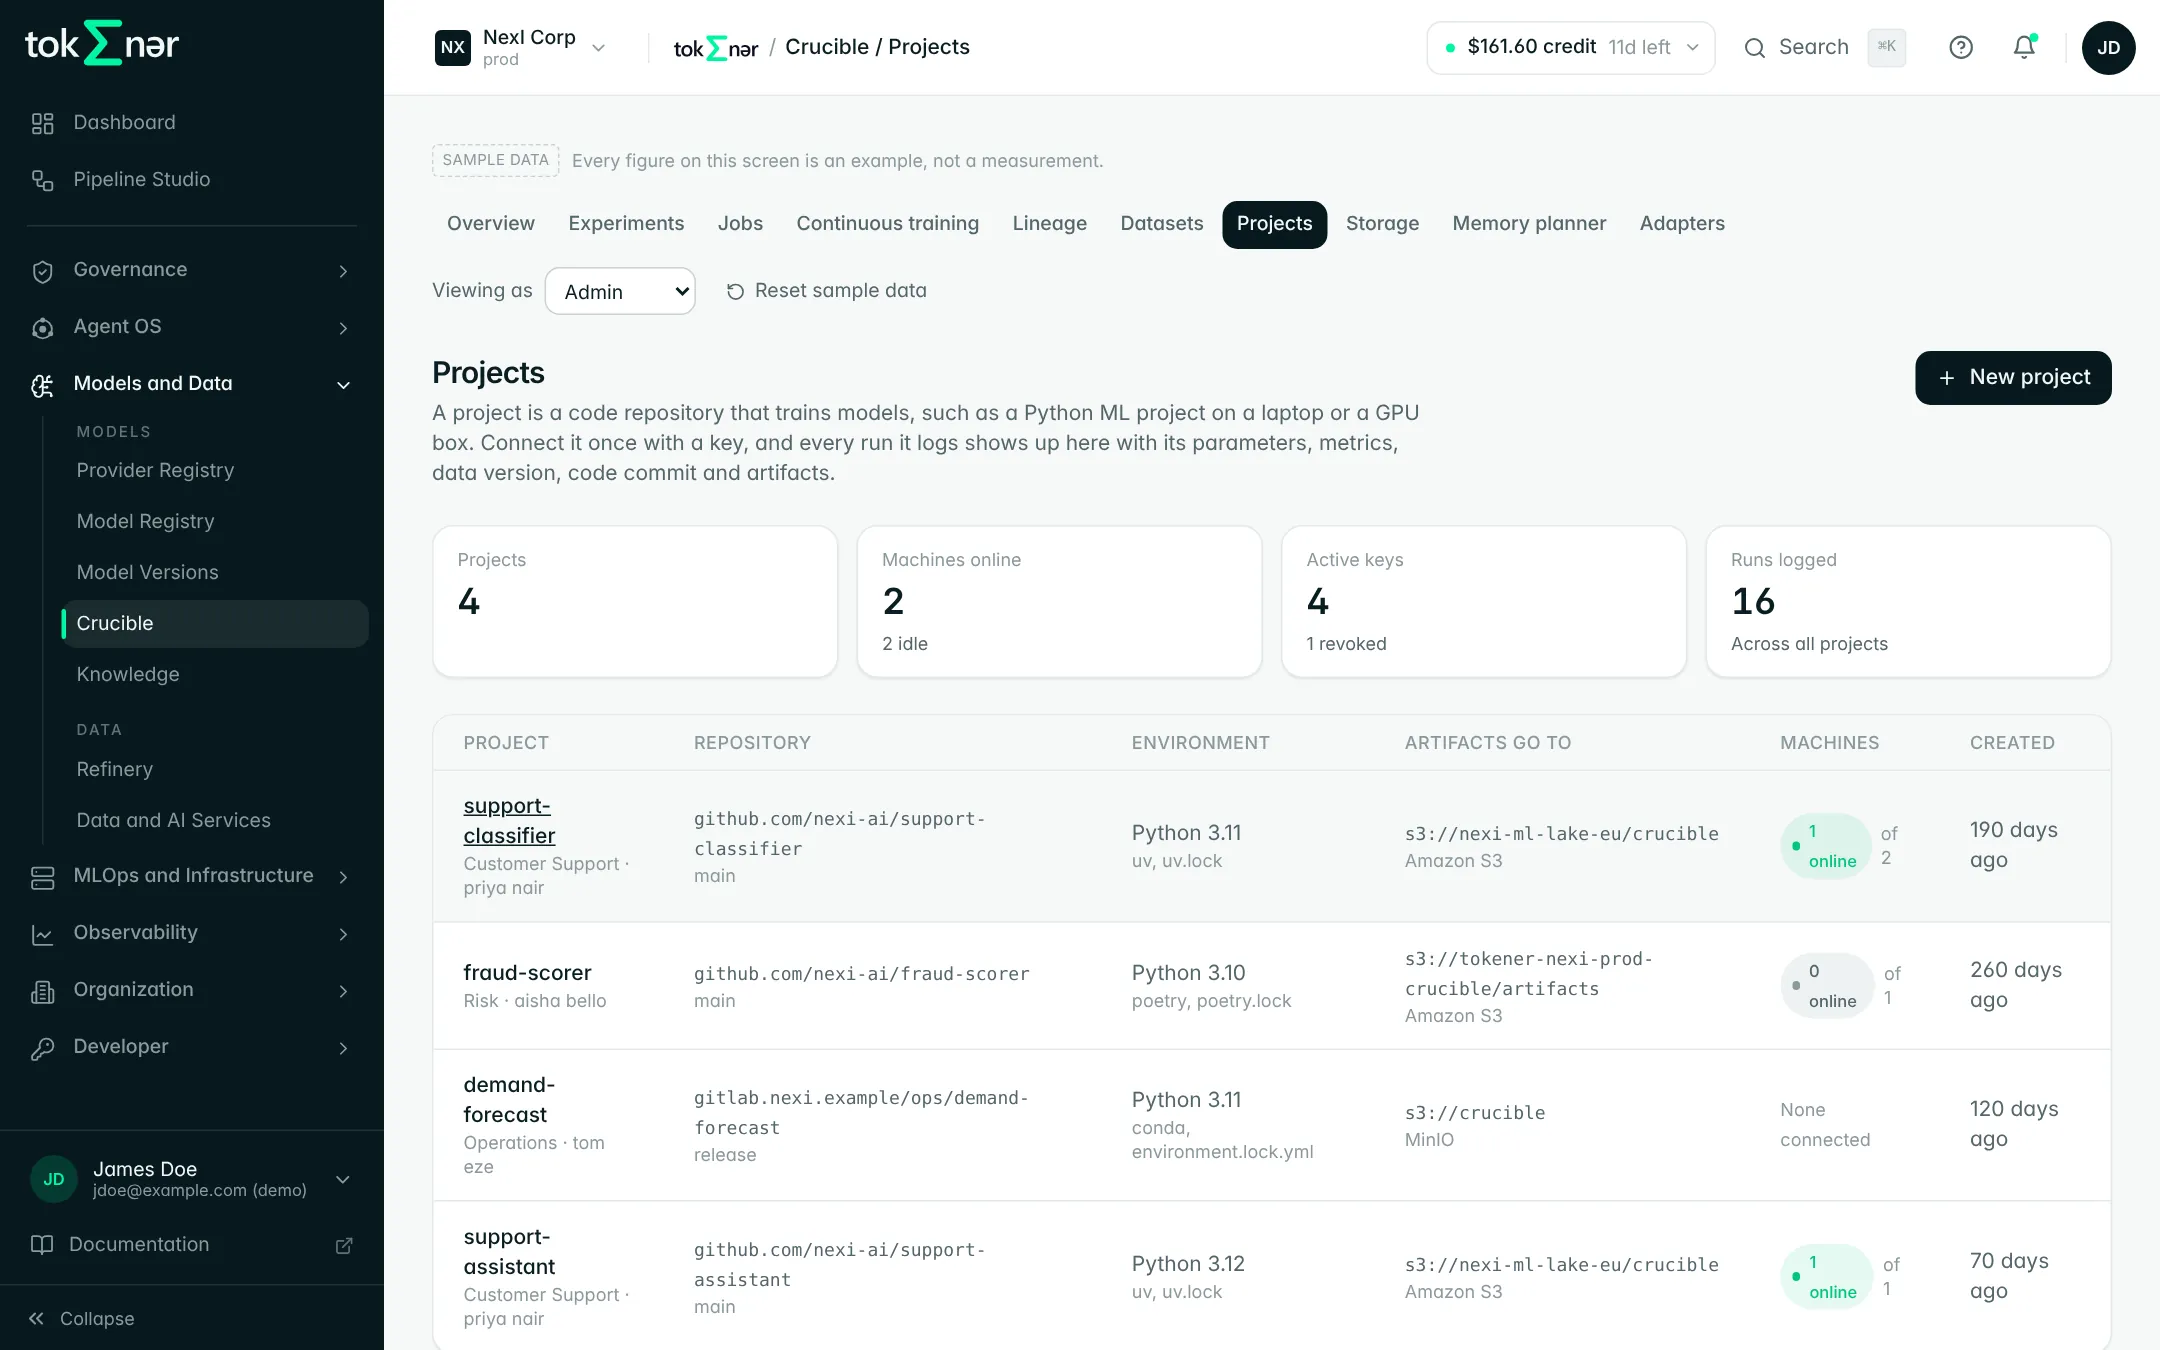 tokΣnər
Dashboard
Pipeline Studio
Governance
Agent OS
Models and Data
MODELS
Provider Registry
Model Registry
Model Versions
Crucible
Knowledge
DATA
Refinery
Data and AI Services
MLOps and Infrastructure
Observability
Organization
Developer
JD
James Doe
jdoe@example.com (demo)
Documentation
Collapse
NX
NexI Corp
prod
tokΣnər / Crucible / Projects
$161.60 credit 11d left
Search ⌘K
JD
SAMPLE DATA Every figure on this screen is an example, not a measurement.
Overview Experiments Jobs Continuous training Lineage Datasets Projects Storage Memory planner Adapters
Viewing as Admin Reset sample data
Projects
New project
A project is a code repository that trains models, such as a Python ML project on a laptop or a GPU
box. Connect it once with a key, and every run it logs shows up here with its parameters, metrics,
data version, code commit and artifacts.
Projects
4
Machines online
2
2 idle
Active keys
4
1 revoked
Runs logged
16
Across all projects
PROJECT REPOSITORY ENVIRONMENT ARTIFACTS GO TO MACHINES CREATED
support-
classifier
Customer Support ·
priya nair
github.com/nexi-ai/support-
classifier
main
Python 3.11
uv, uv.lock
s3://nexi-ml-lake-eu/crucible
Amazon S3
1
online
of
2
190 days
ago
fraud-scorer
Risk · aisha bello
github.com/nexi-ai/fraud-scorer
main
Python 3.10
poetry, poetry.lock
s3://tokener-nexi-prod-
crucible/artifacts
Amazon S3
0
online
of
1
260 days
ago
demand-
forecast
Operations · tom
eze
gitlab.nexi.example/ops/demand-
forecast
release
Python 3.11
conda,
environment.lock.yml
s3://crucible
MinIO
None
connected
120 days
ago
support-
assistant
Customer Support ·
priya nair
github.com/nexi-ai/support-
assistant
main
Python 3.12
uv, uv.lock
s3://nexi-ml-lake-eu/crucible
Amazon S3
1
online
of
1
70 days
ago